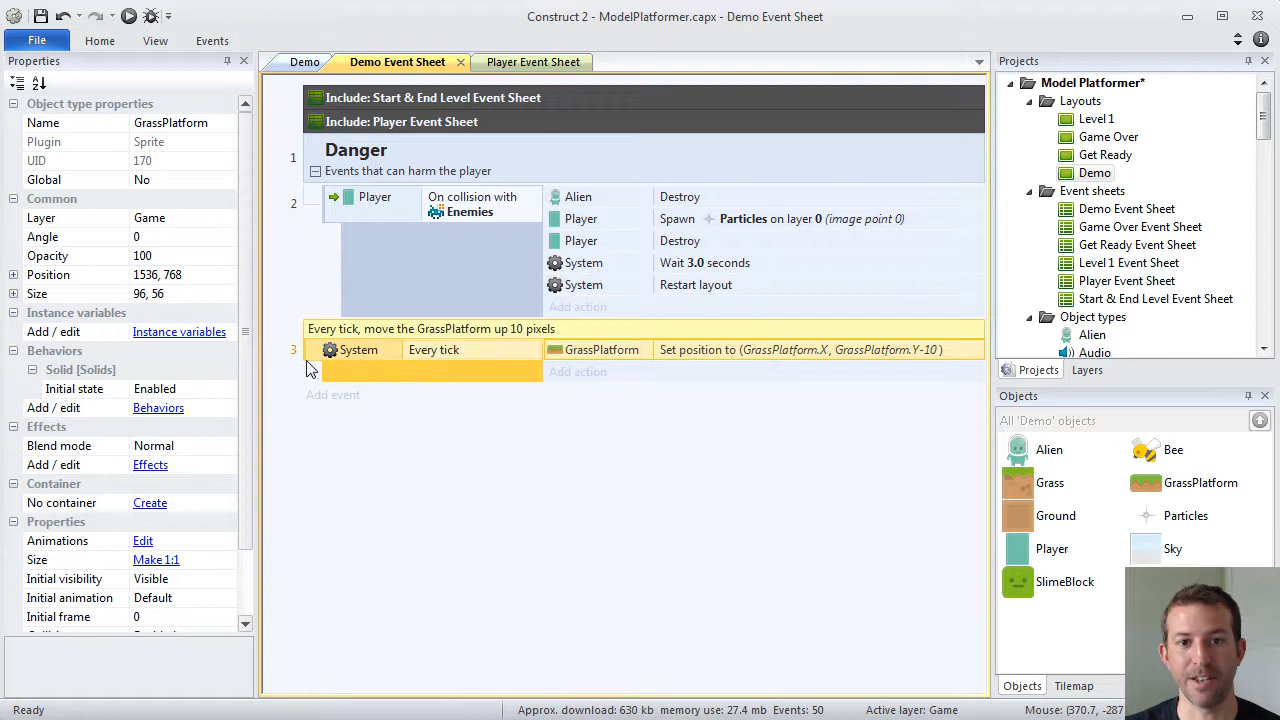 Construct 2 - ModelPlatformer.capx - Demo Event Sheet
File Home View Events
Properties
Object type properties
Name GrassPlatform
Plugin Sprite
UID 170
Global No
Common
Layer Game
Angle 0
Opacity 100
Position 1536, 768
Size 96, 56
Instance variables
Add / edit Instance variables
Behaviors
Solid [Solids]
Initial state Enabled
Add / edit Behaviors
Effects
Blend mode Normal
Add / edit Effects
Container
No container Create
Properties
Animations Edit
Size Make 1:1
Initial visibility Visible
Initial animation Default
Initial frame 0
Demo Demo Event Sheet Player Event Sheet
Include: Start & End Level Event Sheet
Include: Player Event Sheet
1 Danger
Events that can harm the player
2 Player On collision with Enemies
Alien Destroy
Player Spawn Particles on layer 0 (image point 0)
Player Destroy
System Wait 3.0 seconds
System Restart layout
Add action
Every tick, move the GrassPlatform up 10 pixels
3 System Every tick GrassPlatform Set position to (GrassPlatform.X, GrassPlatform.Y-10 )
Add action
Add event
Projects
Model Platformer*
Layouts
Level 1
Game Over
Get Ready
Demo
Event sheets
Demo Event Sheet
Game Over Event Sheet
Get Ready Event Sheet
Level 1 Event Sheet
Player Event Sheet
Start & End Level Event Sheet
Object types
Alien
Audio
Projects Layers
Objects
All 'Demo' objects
Alien Bee
Grass GrassPlatform
Ground Particles
Player Sky
SlimeBlock
Objects Tilemap
Ready Approx. download: 630 kb memory use: 27.4 mb Events: 50 Active layer: Game Mouse: (370.7, -287